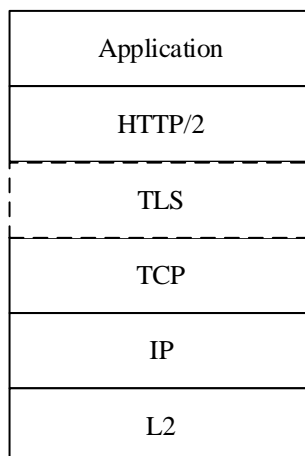 Application
HTTP/2
TLS
TCP
IP
L2